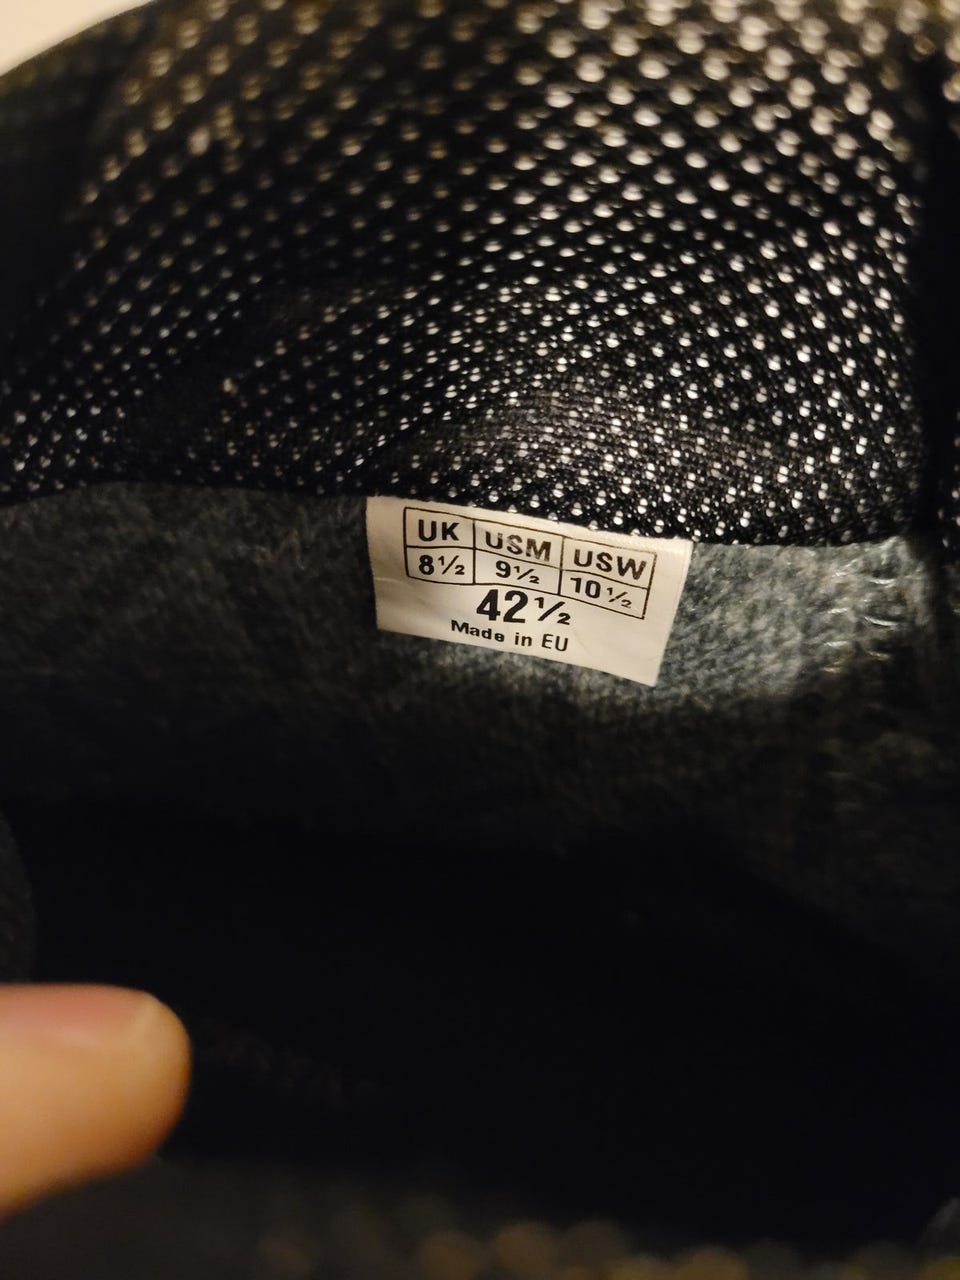 UK USM USW
8½ 9½ 10½
42½
Made in EU